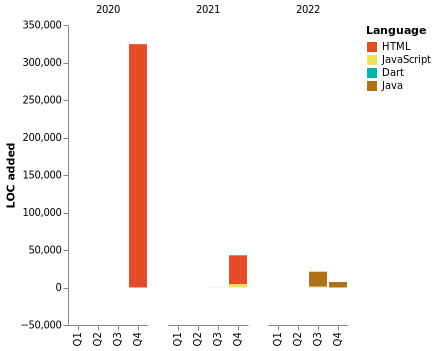 2020 2021 2022
Language
HTML
JavaScript
Dart
Java
LOC added
350,000
300,000
250,000
200,000
150,000
100,000
50,000
0
−50,000
Q1 Q2 Q3 Q4 Q1 Q2 Q3 Q4 Q1 Q2 Q3 Q4